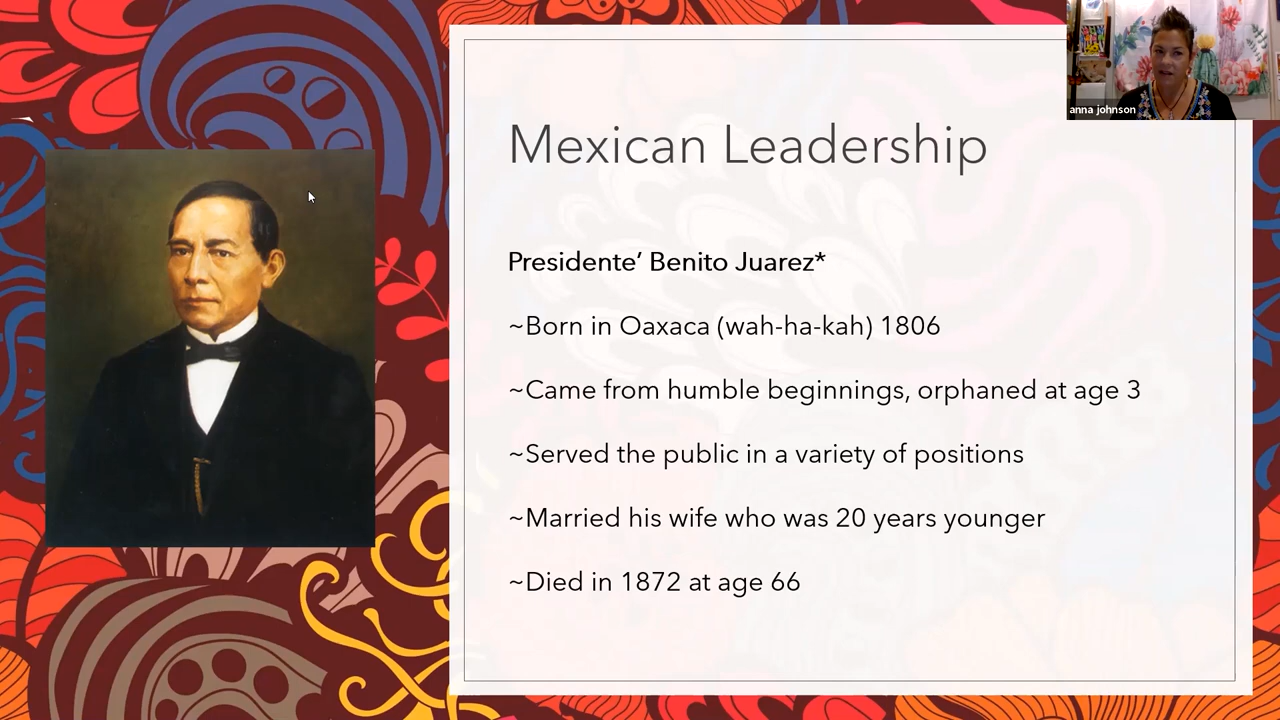 anna johnson
Mexican Leadership
Presidente’ Benito Juarez*
~Born in Oaxaca (wah-ha-kah) 1806
~Came from humble beginnings, orphaned at age 3
~Served the public in a variety of positions
~Married his wife who was 20 years younger
~Died in 1872 at age 66